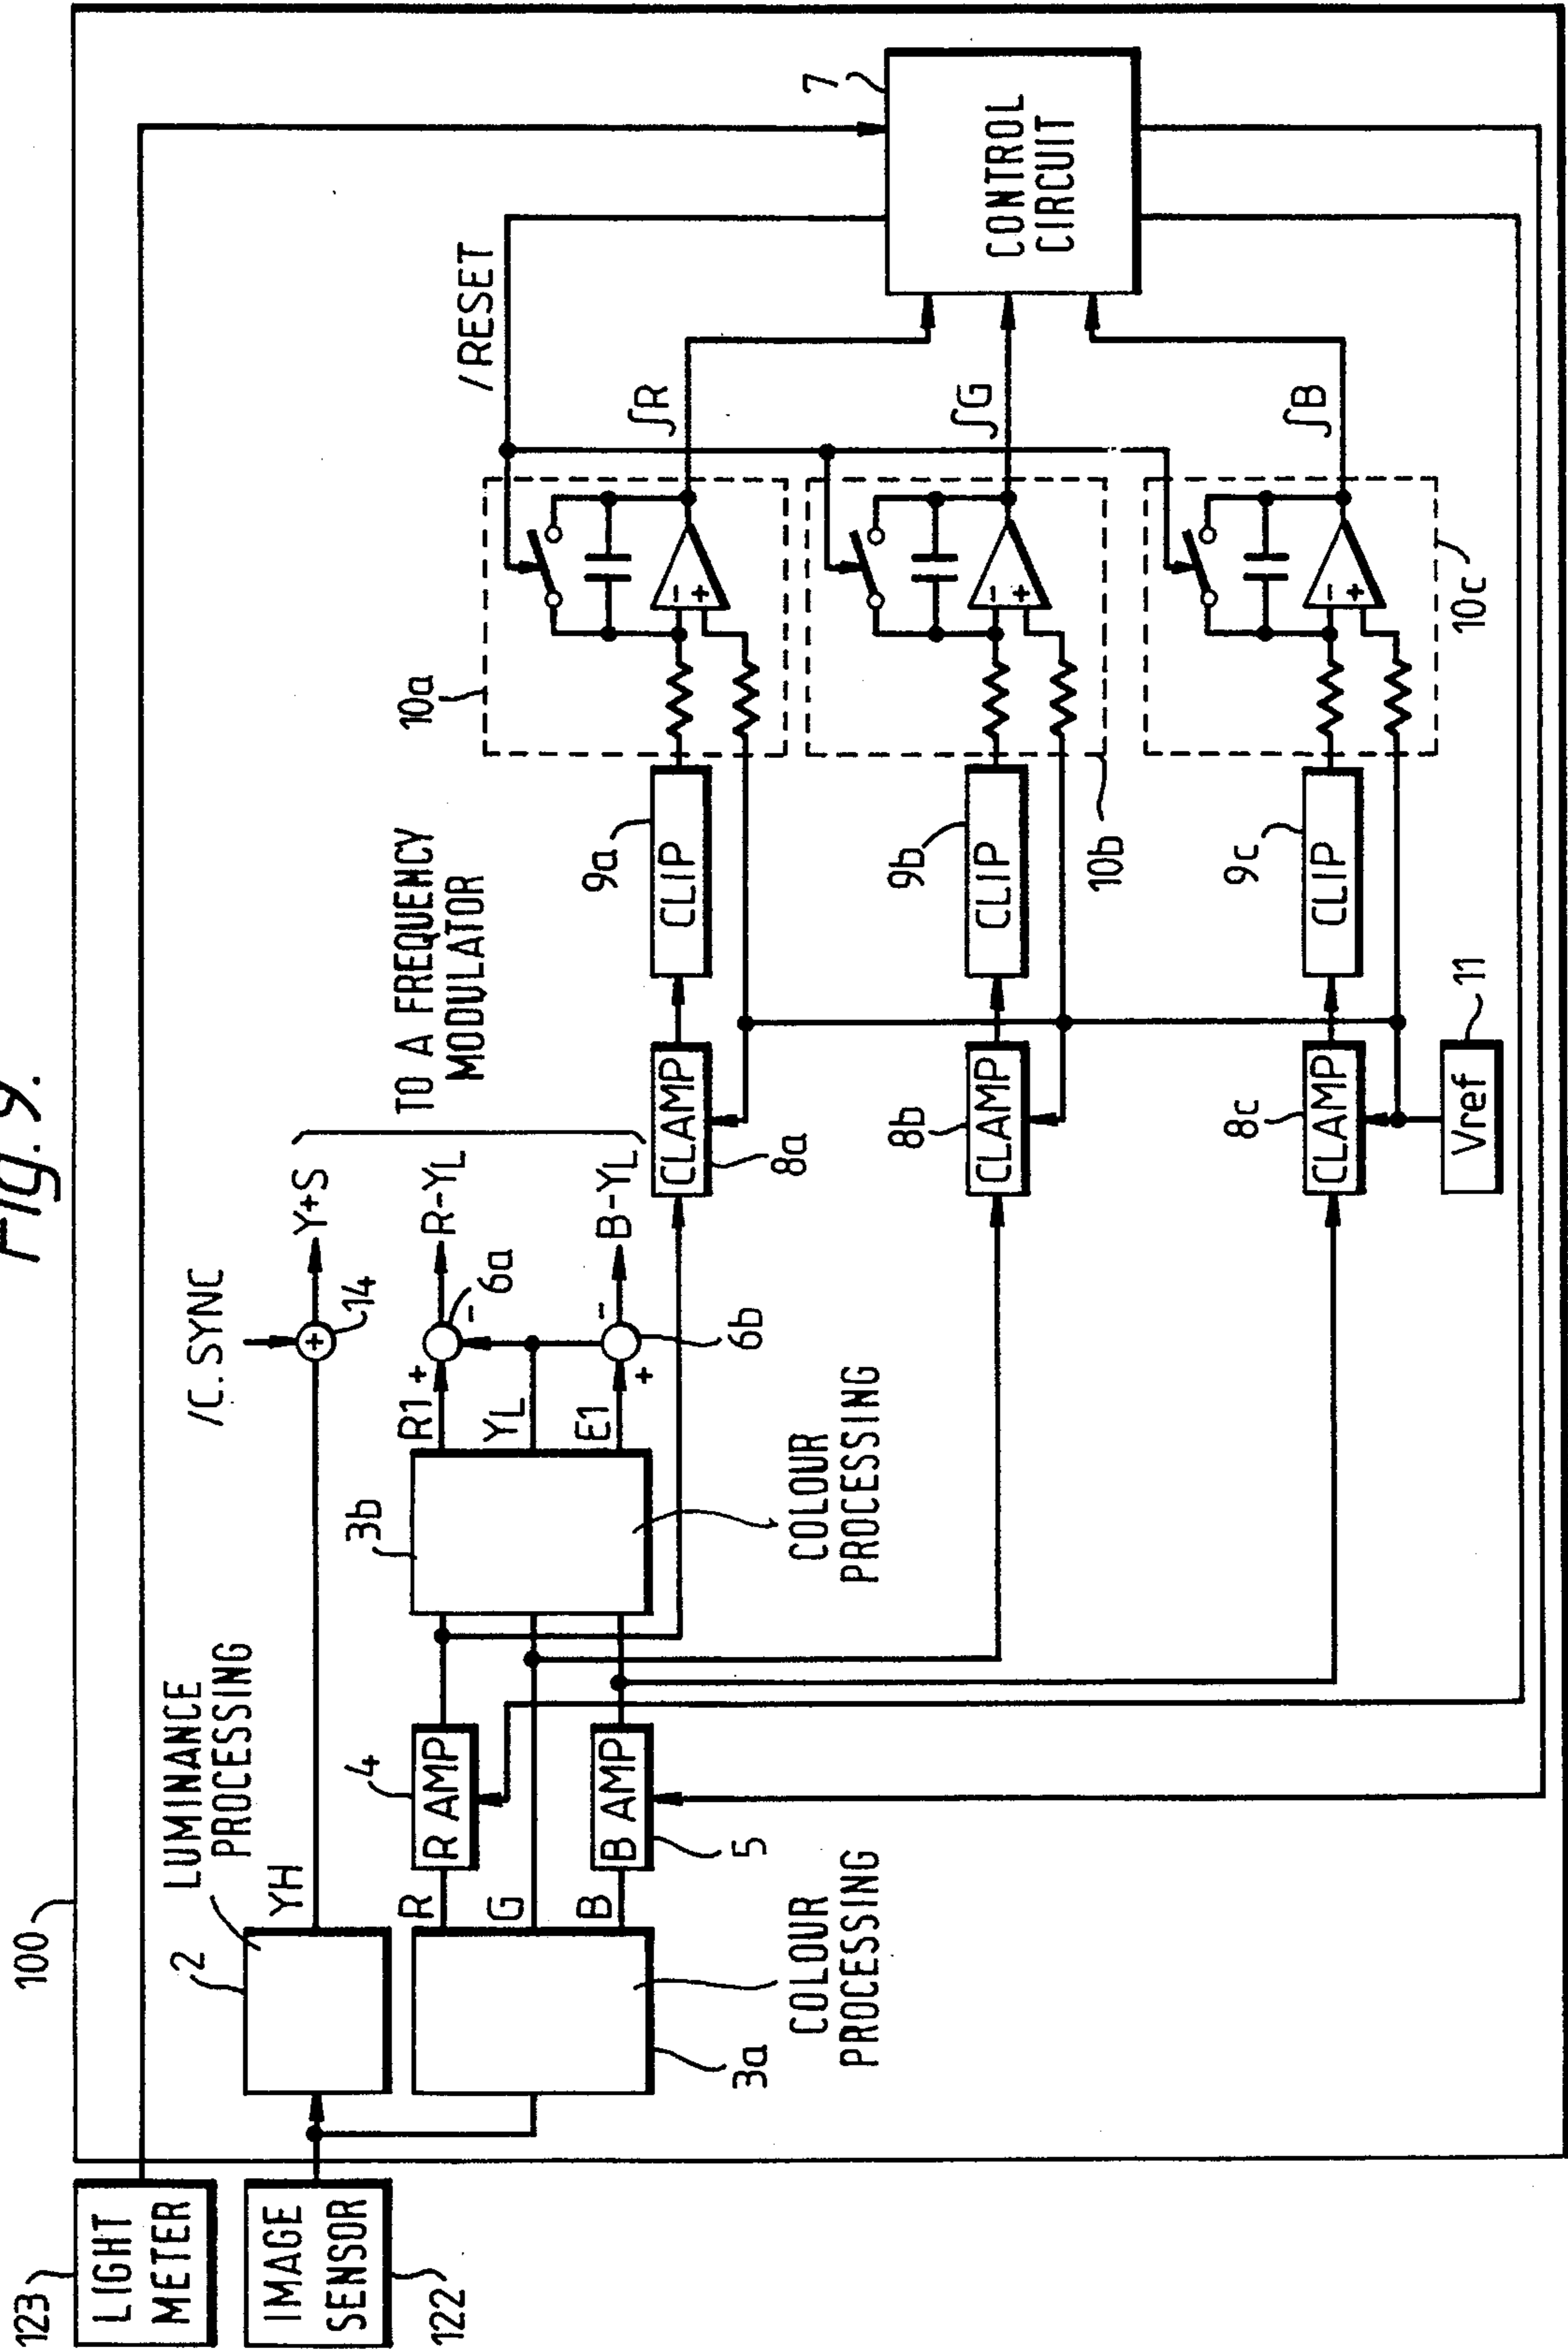 Fig. 9.
100
123
LIGHT
METER
IMAGE
SENSOR
122
2
LUMINANCE
PROCESSING
YH
/C.SYNC
+
14
Y+S
TO A FREQUENCY
MODULATOR
3a
COLOUR
PROCESSING
R
G
B
4
R AMP
B AMP
5
3b
COLOUR
PROCESSING
R1
YL
E1
+
-
6a
R-YL
-
+
6b
B-YL
CLAMP
8a
9a
CLIP
10a
-
+
∫R
/RESET
8b
CLAMP
9b
CLIP
10b
-
+
∫G
8c
CLAMP
9c
CLIP
10c
-
+
∫B
Vref
11
7
CONTROL
CIRCUIT